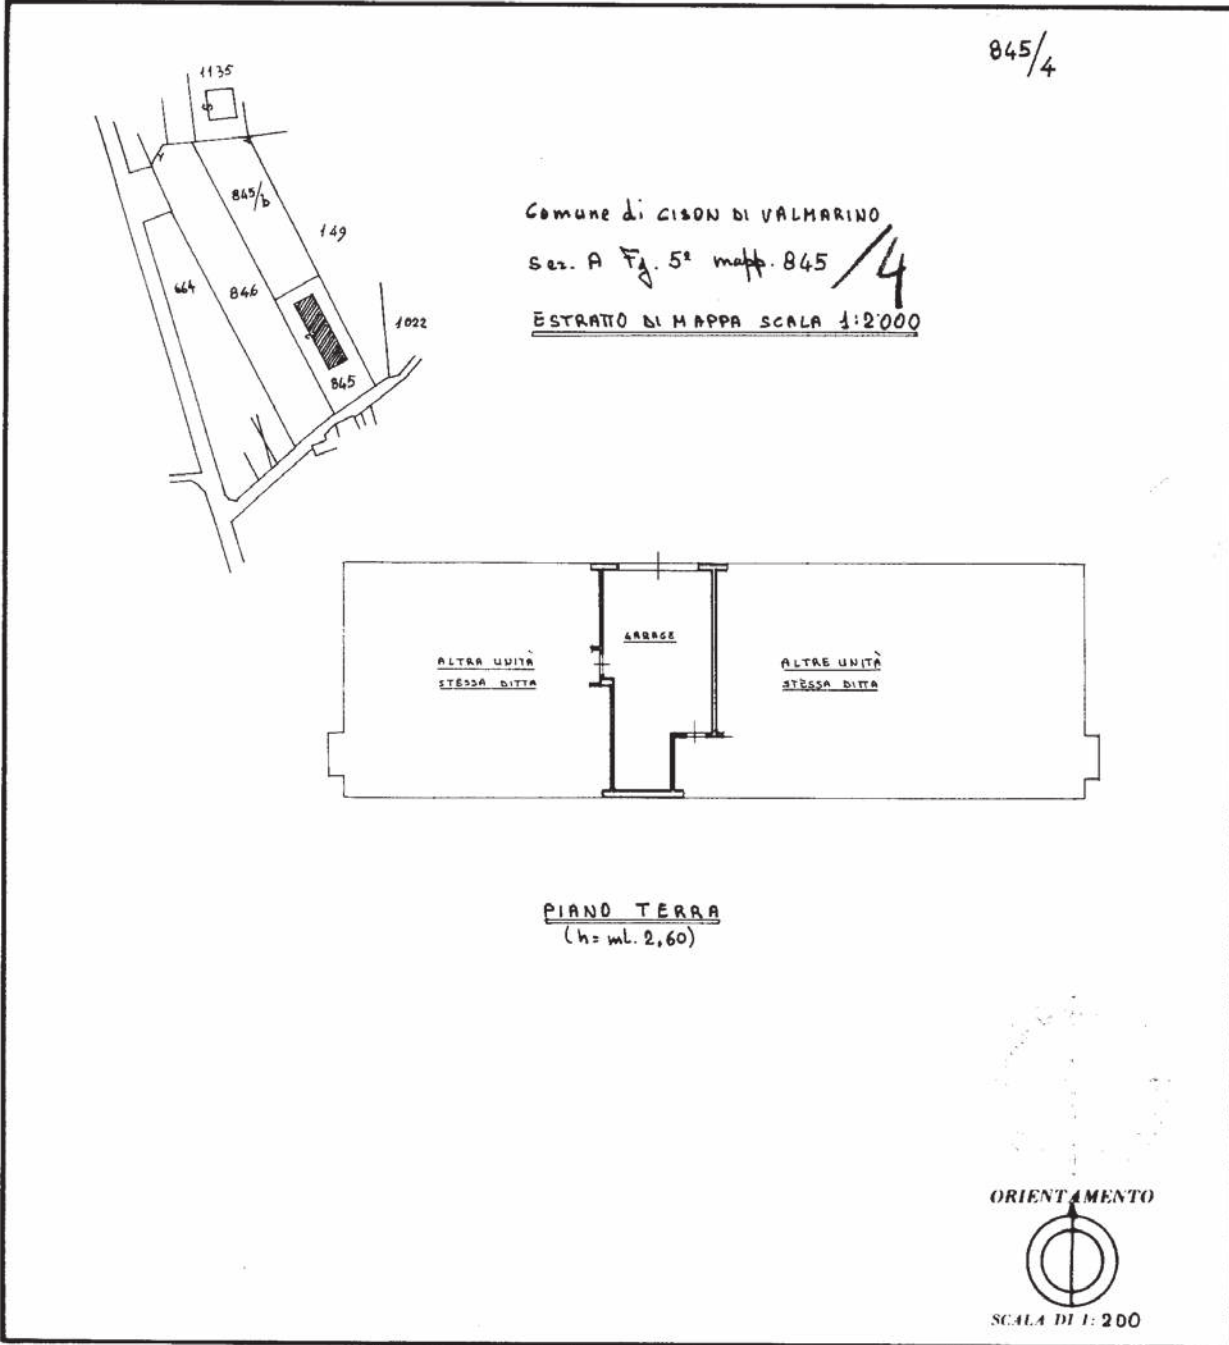 845/4
1135
845/b
149
664
846
1022
845
Comune di CISON DI VALMARINO
sez. A Fg. 5º mapp. 845/4
ESTRATTO DI MAPPA SCALA 1:2000
GARAGE
ALTRA UNITÀ
STESSA DITTA
ALTRE UNITÀ
STESSA DITTA
PIANO TERRA
(h= ml. 2,60)
ORIENTAMENTO
SCALA DI 1: 200